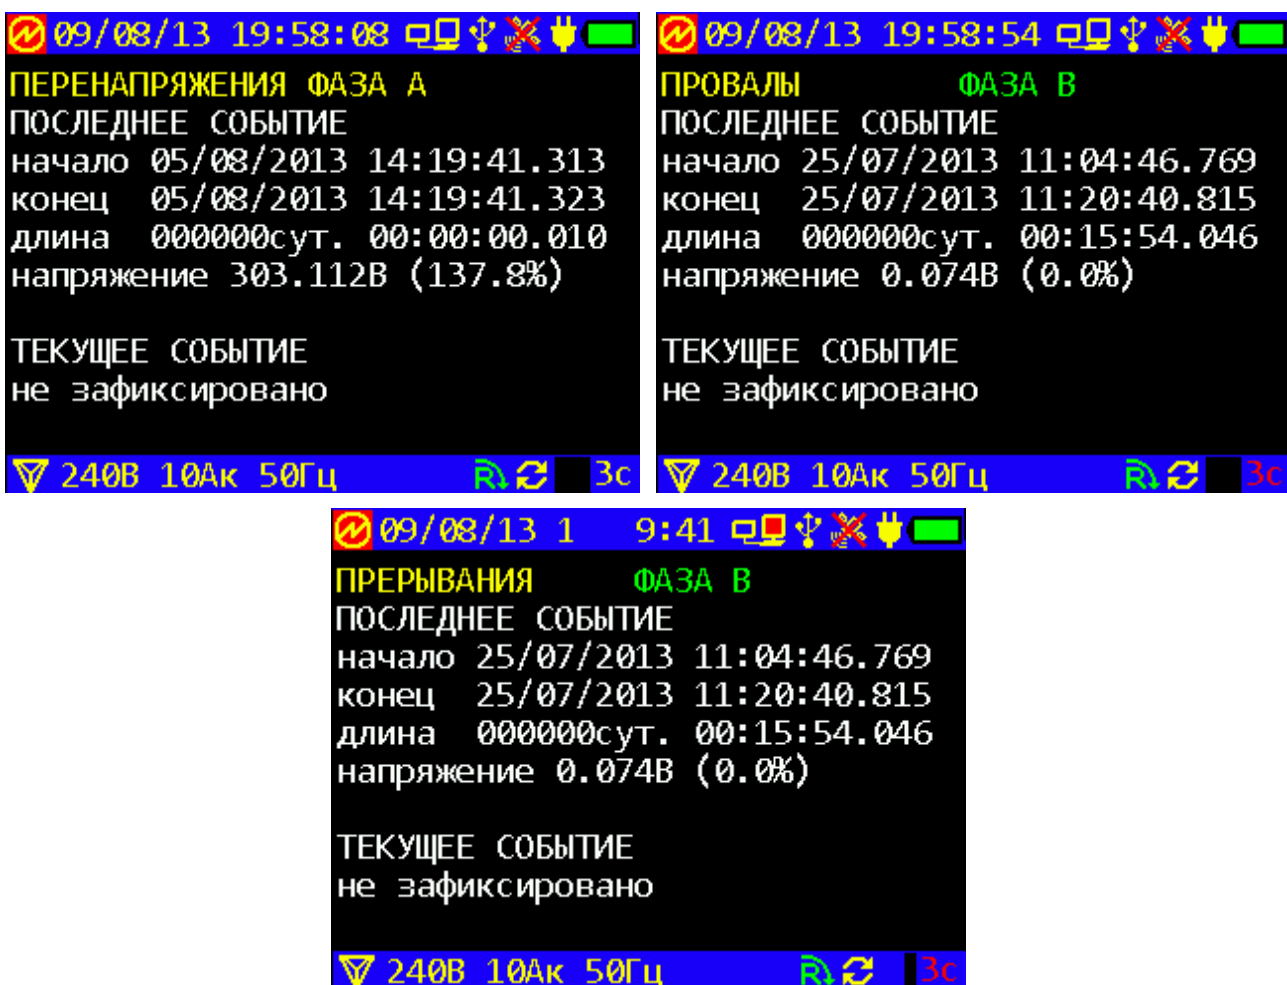 09/08/13 19:58:08
ПЕРЕНАПРЯЖЕНИЯ ФАЗА А
ПОСЛЕДНЕЕ СОБЫТИЕ
начало 05/08/2013 14:19:41.313
конец 05/08/2013 14:19:41.323
длина 000000сут. 00:00:00.010
напряжение 303.112В (137.8%)
ТЕКУЩЕЕ СОБЫТИЕ
не зафиксировано
240В 10Ак 50Гц R 3с
09/08/13 19:58:54
ПРОВАЛЫ ФАЗА В
ПОСЛЕДНЕЕ СОБЫТИЕ
начало 25/07/2013 11:04:46.769
конец 25/07/2013 11:20:40.815
длина 000000сут. 00:15:54.046
напряжение 0.074В (0.0%)
ТЕКУЩЕЕ СОБЫТИЕ
не зафиксировано
240В 10Ак 50Гц R 3с
09/08/13 1 9:41
ПРЕРЫВАНИЯ ФАЗА В
ПОСЛЕДНЕЕ СОБЫТИЕ
начало 25/07/2013 11:04:46.769
конец 25/07/2013 11:20:40.815
длина 000000сут. 00:15:54.046
напряжение 0.074В (0.0%)
ТЕКУЩЕЕ СОБЫТИЕ
не зафиксировано
240В 10Ак 50Гц R 3с